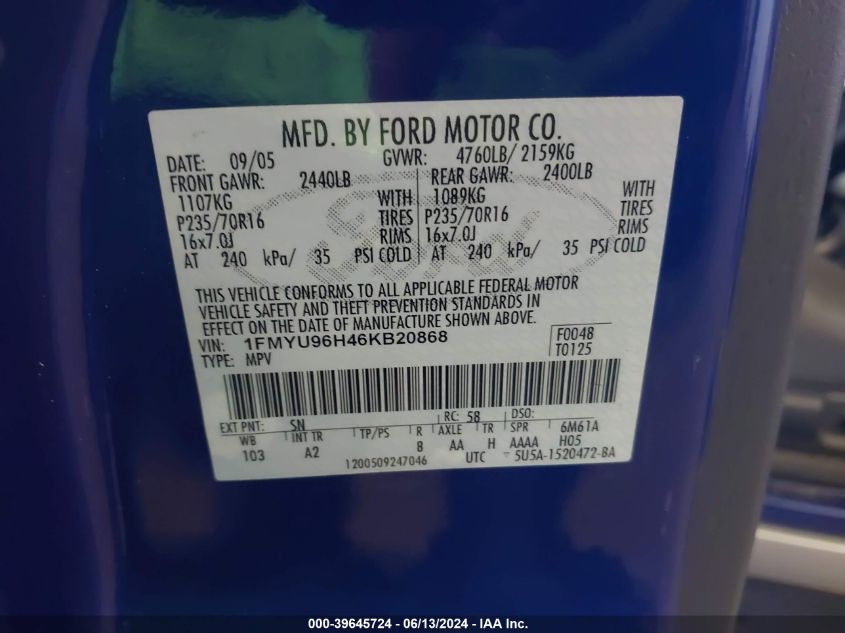 MFD. BY FORD MOTOR CO.
DATE: 09/05 GVWR: 4760LB/ 2159KG
FRONT GAWR: 2440LB REAR GAWR: 2400LB
1107KG WITH 1089KG WITH
P235/70R16 TIRES P235/70R16 TIRES
16x7.0J RIMS 16x7.0J RIMS
AT 240 kPa/ 35 PSI COLD AT 240 kPa/ 35 PSI COLD
Ford
THIS VEHICLE CONFORMS TO ALL APPLICABLE FEDERAL MOTOR
VEHICLE SAFETY AND THEFT PREVENTION STANDARDS IN
EFFECT ON THE DATE OF MANUFACTURE SHOWN ABOVE.
VIN: 1FMYU96H46KB20868 F0048
TYPE: MPV T0125
EXT PNT: SN RC: 58 DSO:
WB INT TR TP/PS R AXLE TR SPR 6M61A
103 A2 8 AA H AAAA H05
1200509247046 UTC 5U5A-1520472-BA
000-39645724 - 06/13/2024 - IAA Inc.